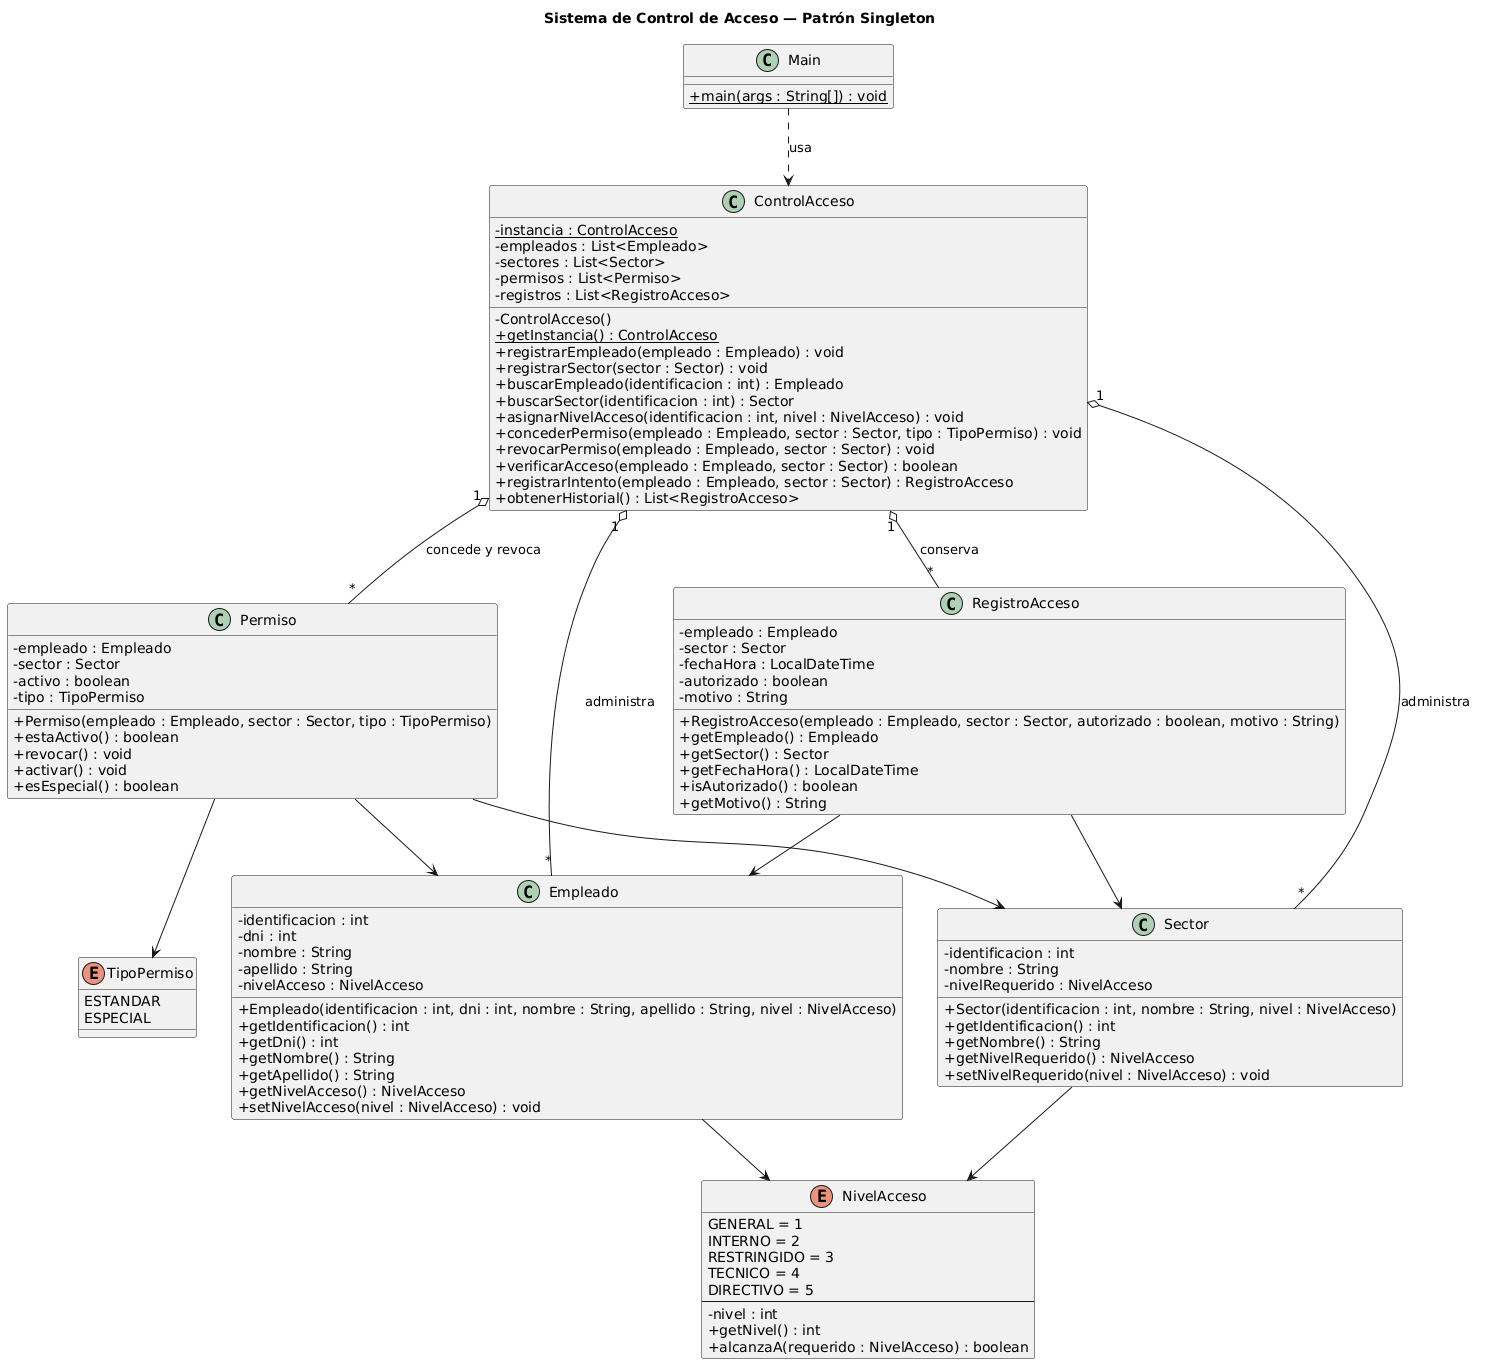 Sistema de Control de Acceso — Patrón Singleton
C Main
+main(args : String[]) : void
usa
C ControlAcceso
-instancia : ControlAcceso
-empleados : List<Empleado>
-sectores : List<Sector>
-permisos : List<Permiso>
-registros : List<RegistroAcceso>
-ControlAcceso()
+getInstancia() : ControlAcceso
+registrarEmpleado(empleado : Empleado) : void
+registrarSector(sector : Sector) : void
+buscarEmpleado(identificacion : int) : Empleado
+buscarSector(identificacion : int) : Sector
+asignarNivelAcceso(identificacion : int, nivel : NivelAcceso) : void
+concederPermiso(empleado : Empleado, sector : Sector, tipo : TipoPermiso) : void
+revocarPermiso(empleado : Empleado, sector : Sector) : void
+verificarAcceso(empleado : Empleado, sector : Sector) : boolean
+registrarIntento(empleado : Empleado, sector : Sector) : RegistroAcceso
+obtenerHistorial() : List<RegistroAcceso>
1
1
1
1
concede y revoca
conserva
*
*
C Permiso
-empleado : Empleado
-sector : Sector
-activo : boolean
-tipo : TipoPermiso
+Permiso(empleado : Empleado, sector : Sector, tipo : TipoPermiso)
+estaActivo() : boolean
+revocar() : void
+activar() : void
+esEspecial() : boolean
administra
C RegistroAcceso
-empleado : Empleado
-sector : Sector
-fechaHora : LocalDateTime
-autorizado : boolean
-motivo : String
+RegistroAcceso(empleado : Empleado, sector : Sector, autorizado : boolean, motivo : String)
+getEmpleado() : Empleado
+getSector() : Sector
+getFechaHora() : LocalDateTime
+isAutorizado() : boolean
+getMotivo() : String
administra
*
*
E TipoPermiso
ESTANDAR
ESPECIAL
C Empleado
-identificacion : int
-dni : int
-nombre : String
-apellido : String
-nivelAcceso : NivelAcceso
+Empleado(identificacion : int, dni : int, nombre : String, apellido : String, nivel : NivelAcceso)
+getIdentificacion() : int
+getDni() : int
+getNombre() : String
+getApellido() : String
+getNivelAcceso() : NivelAcceso
+setNivelAcceso(nivel : NivelAcceso) : void
C Sector
-identificacion : int
-nombre : String
-nivelRequerido : NivelAcceso
+Sector(identificacion : int, nombre : String, nivel : NivelAcceso)
+getIdentificacion() : int
+getNombre() : String
+getNivelRequerido() : NivelAcceso
+setNivelRequerido(nivel : NivelAcceso) : void
E NivelAcceso
GENERAL = 1
INTERNO = 2
RESTRINGIDO = 3
TECNICO = 4
DIRECTIVO = 5
-nivel : int
+getNivel() : int
+alcanzaA(requerido : NivelAcceso) : boolean